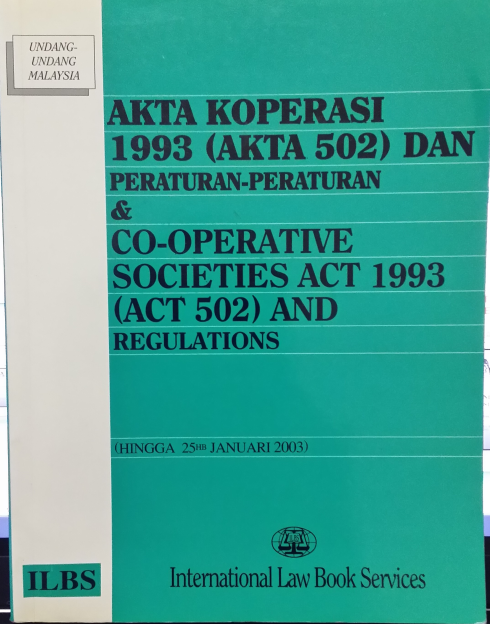 UNDANG-
UNDANG
MALAYSIA
AKTA KOPERASI
1993 (AKTA 502) DAN
PERATURAN-PERATURAN
&
CO-OPERATIVE
SOCIETIES ACT 1993
(ACT 502) AND
REGULATIONS
(HINGGA 25HB JANUARI 2003)
ILBS
International Law Book Services